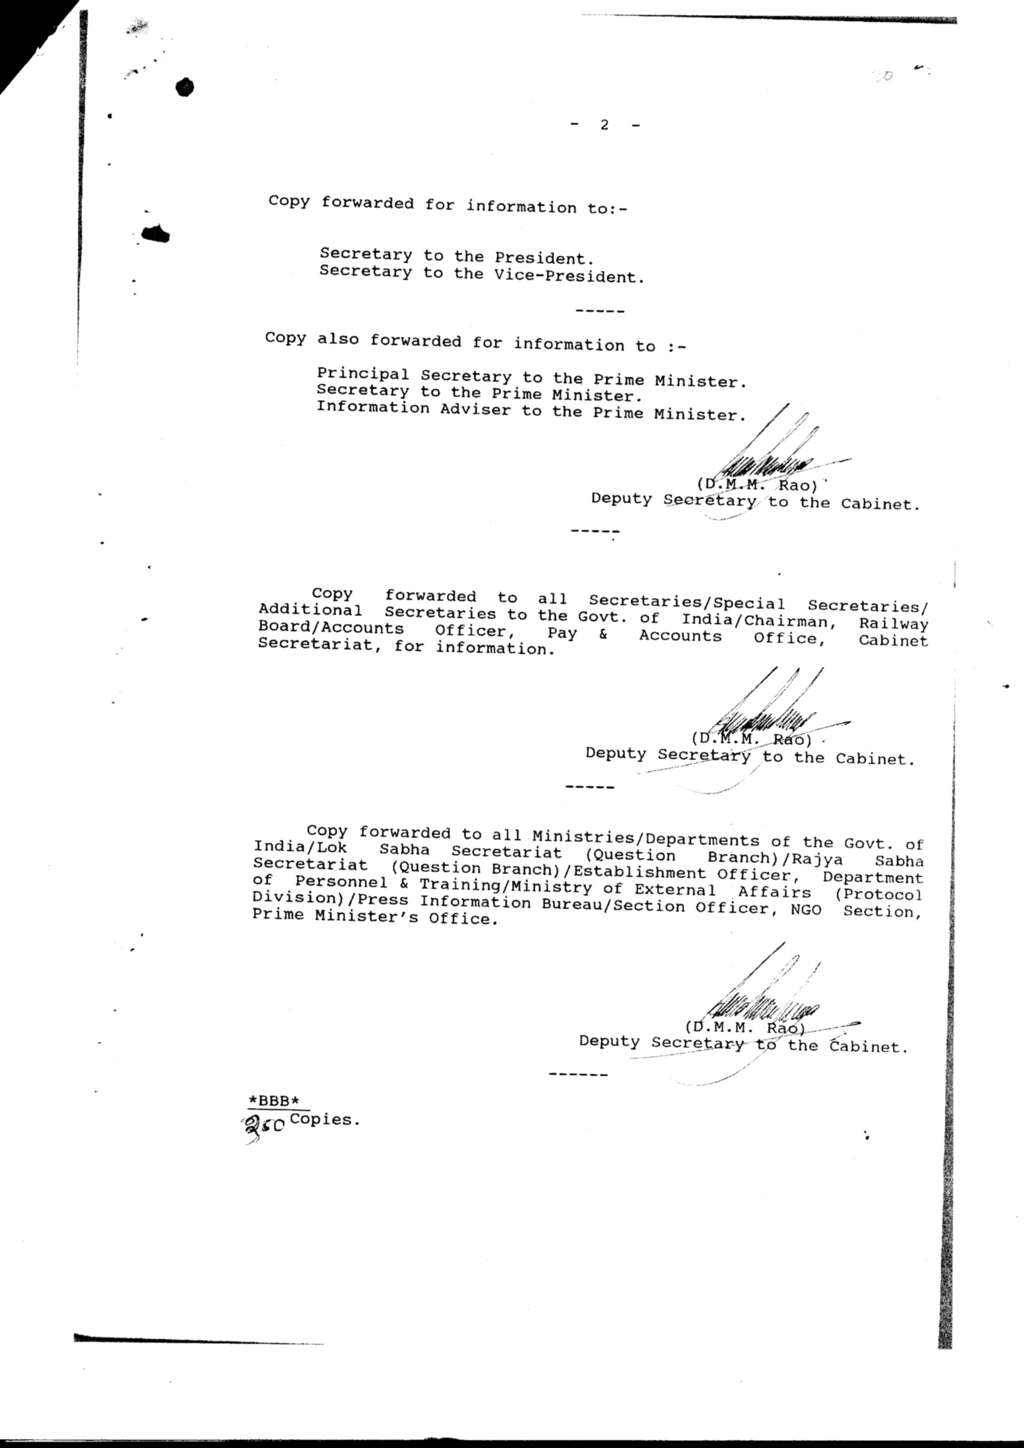 - 2 -
Copy forwarded for information to:-
Secretary to the President.
Secretary to the Vice-President.
-----
Copy also forwarded for information to :-
Principal Secretary to the Prime Minister.
Secretary to the Prime Minister.
Information Adviser to the Prime Minister.
(D.M.M. Rao)
Deputy Secretary to the Cabinet.
-----
Copy forwarded to all Secretaries/Special Secretaries/
Additional Secretaries to the Govt. of India/Chairman, Railway
Board/Accounts Officer, Pay & Accounts Office, Cabinet
Secretariat, for information.
(D.M.M. Rao)
Deputy Secretary to the Cabinet.
-----
Copy forwarded to all Ministries/Departments of the Govt. of
India/Lok Sabha Secretariat (Question Branch)/Rajya Sabha
Secretariat (Question Branch)/Establishment Officer, Department
of Personnel & Training/Ministry of External Affairs (Protocol
Division)/Press Information Bureau/Section Officer, NGO Section,
Prime Minister's Office.
(D.M.M. Rao)
Deputy Secretary to the Cabinet.
------
*BBB*
250 Copies.